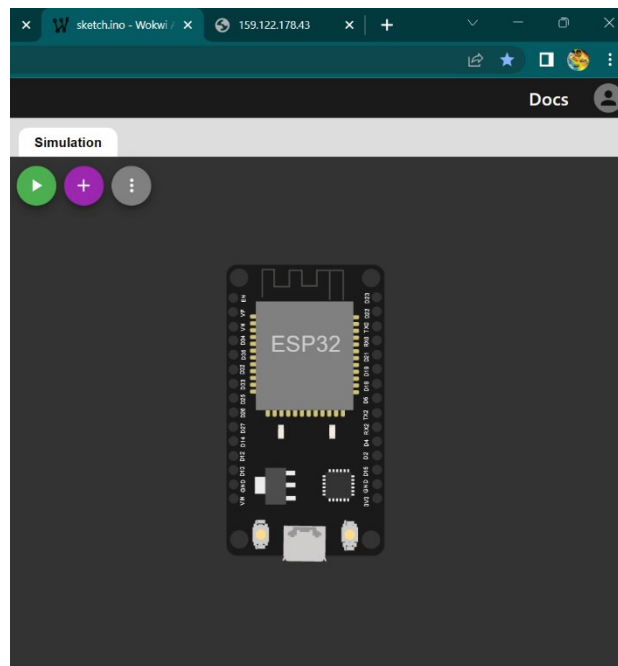 sketch.ino - Wokwi A
159.122.178.43
Docs
Simulation
ESP32
EN
VP
VN
D34
D35
D32
D33
D25
D26
D27
D14
D12
D13
GND
VIN
D23
D22
TX0
RX0
D21
D19
D18
D5
TX2
RX2
D4
D2
D15
GND
3V3